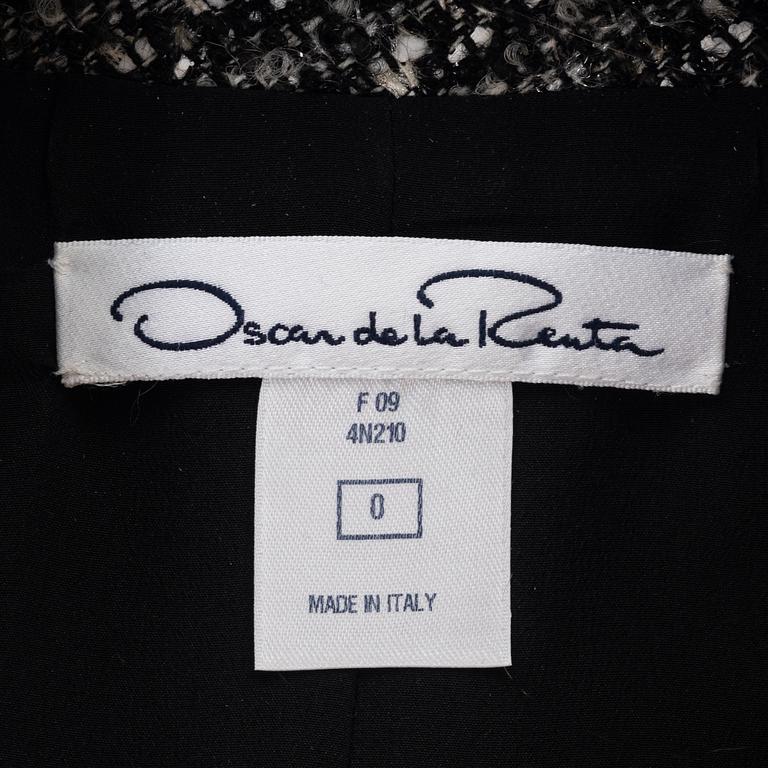 Oscar de la Renta
F 09
4N210
0
MADE IN ITALY